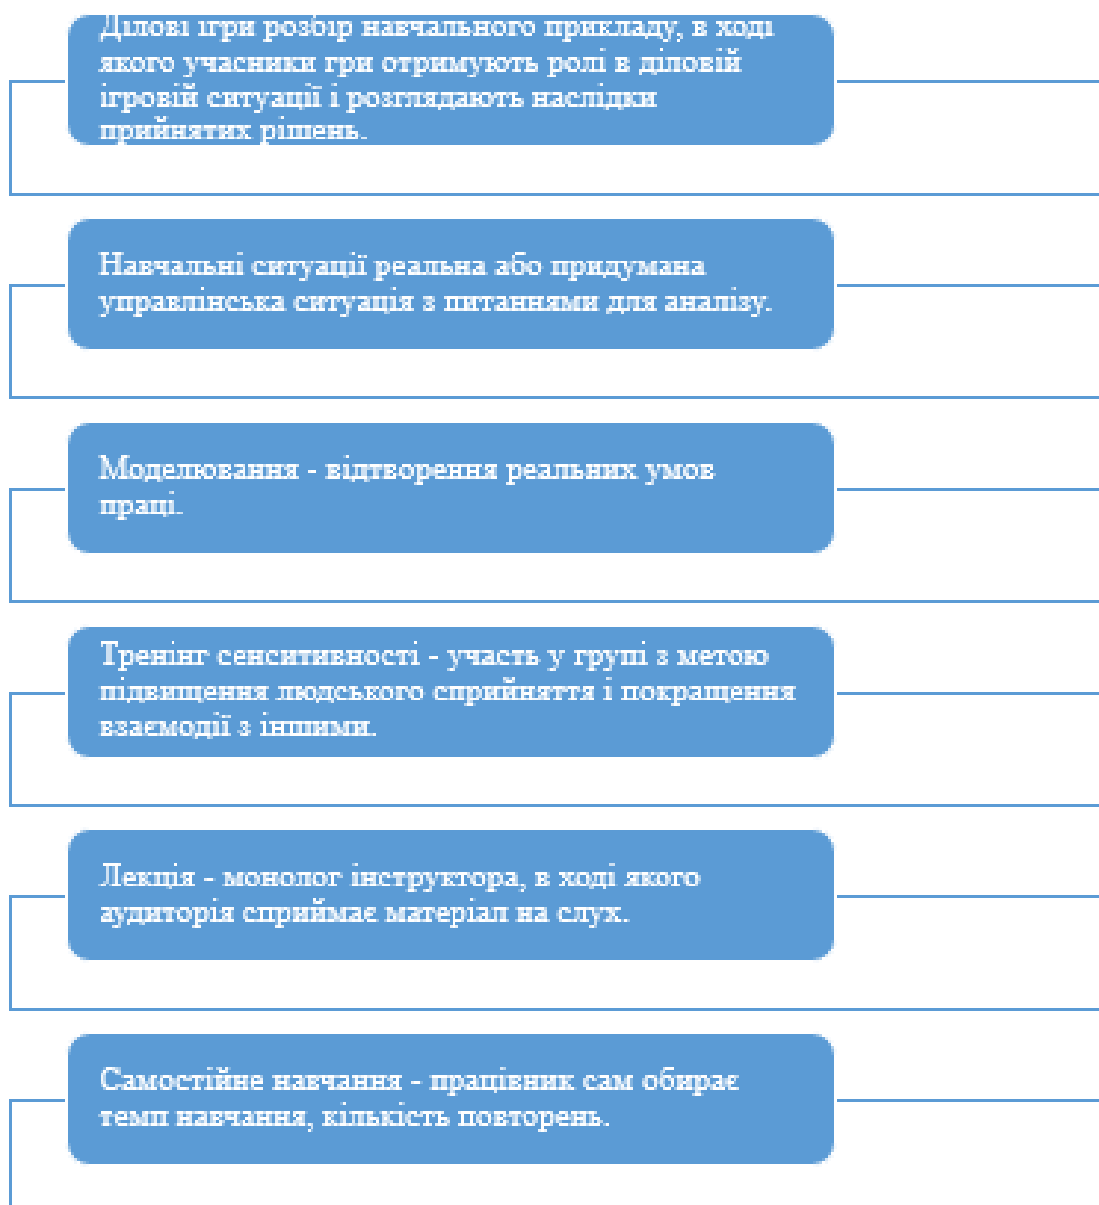 Ділові ігри розбір навчального прикладу, в ході
якого учасники гри отримують ролі в діловій
ігровій ситуації і розглядають наслідки
прийнятих рішень.
Навчальні ситуації реальна або придумана
управлінська ситуація з питаннями для аналізу.
Моделювання - відтворення реальних умов
праці.
Тренінг сенситивності - участь у групі з метою
підвищення людського сприйняття і покращення
взаємодії з іншими.
Лекція - монолог інструктора, в ході якого
аудиторія сприймає матеріал на слух.
Самостійне навчання - працівник сам обирає
темп навчання, кількість повторень.